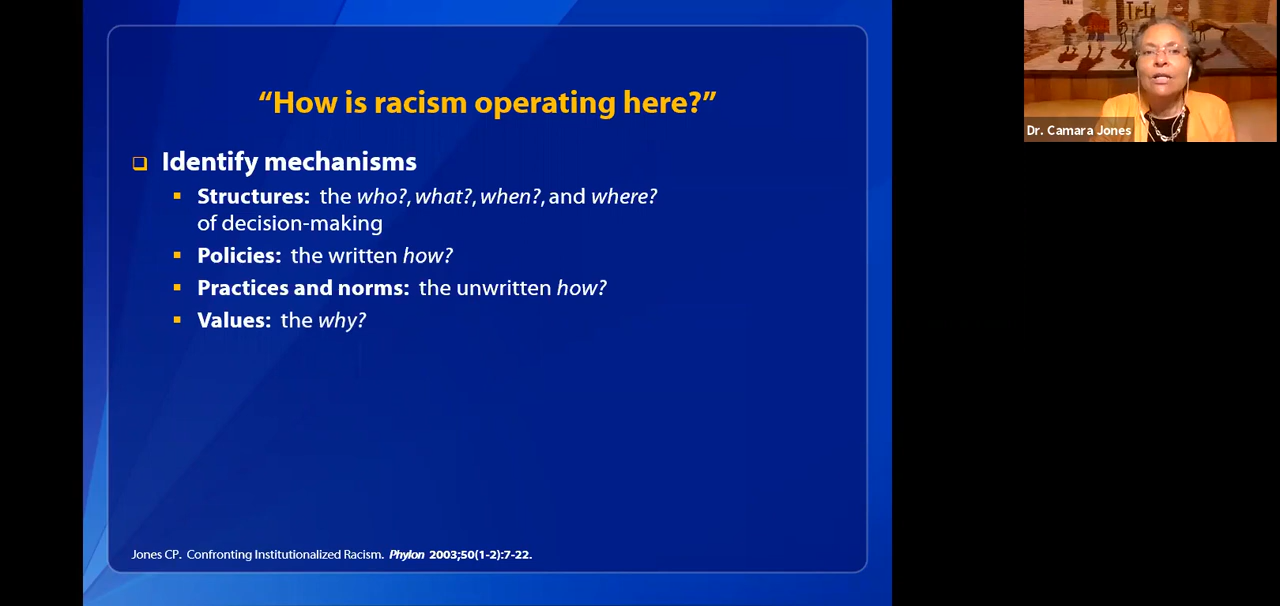 “How is racism operating here?”
❑ Identify mechanisms
▪ Structures: the who?, what?, when?, and where?
of decision-making
▪ Policies: the written how?
▪ Practices and norms: the unwritten how?
▪ Values: the why?
Jones CP. Confronting Institutionalized Racism. Phylon 2003;50(1-2):7-22.
Dr. Camara Jones